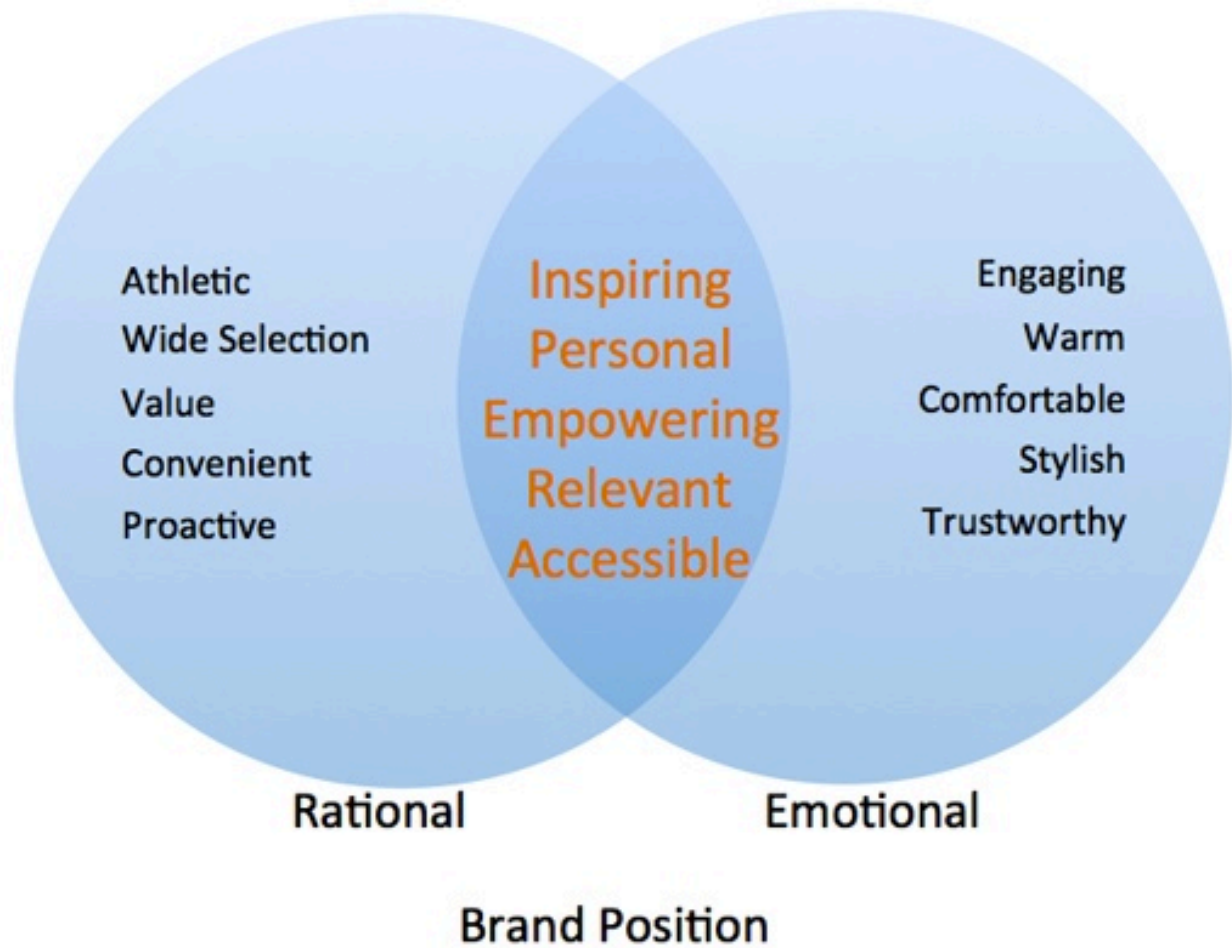 Athletic
Wide Selection
Value
Convenient
Proactive
Inspiring
Personal
Empowering
Relevant
Accessible
Engaging
Warm
Comfortable
Stylish
Trustworthy
Rational
Emotional
Brand Position